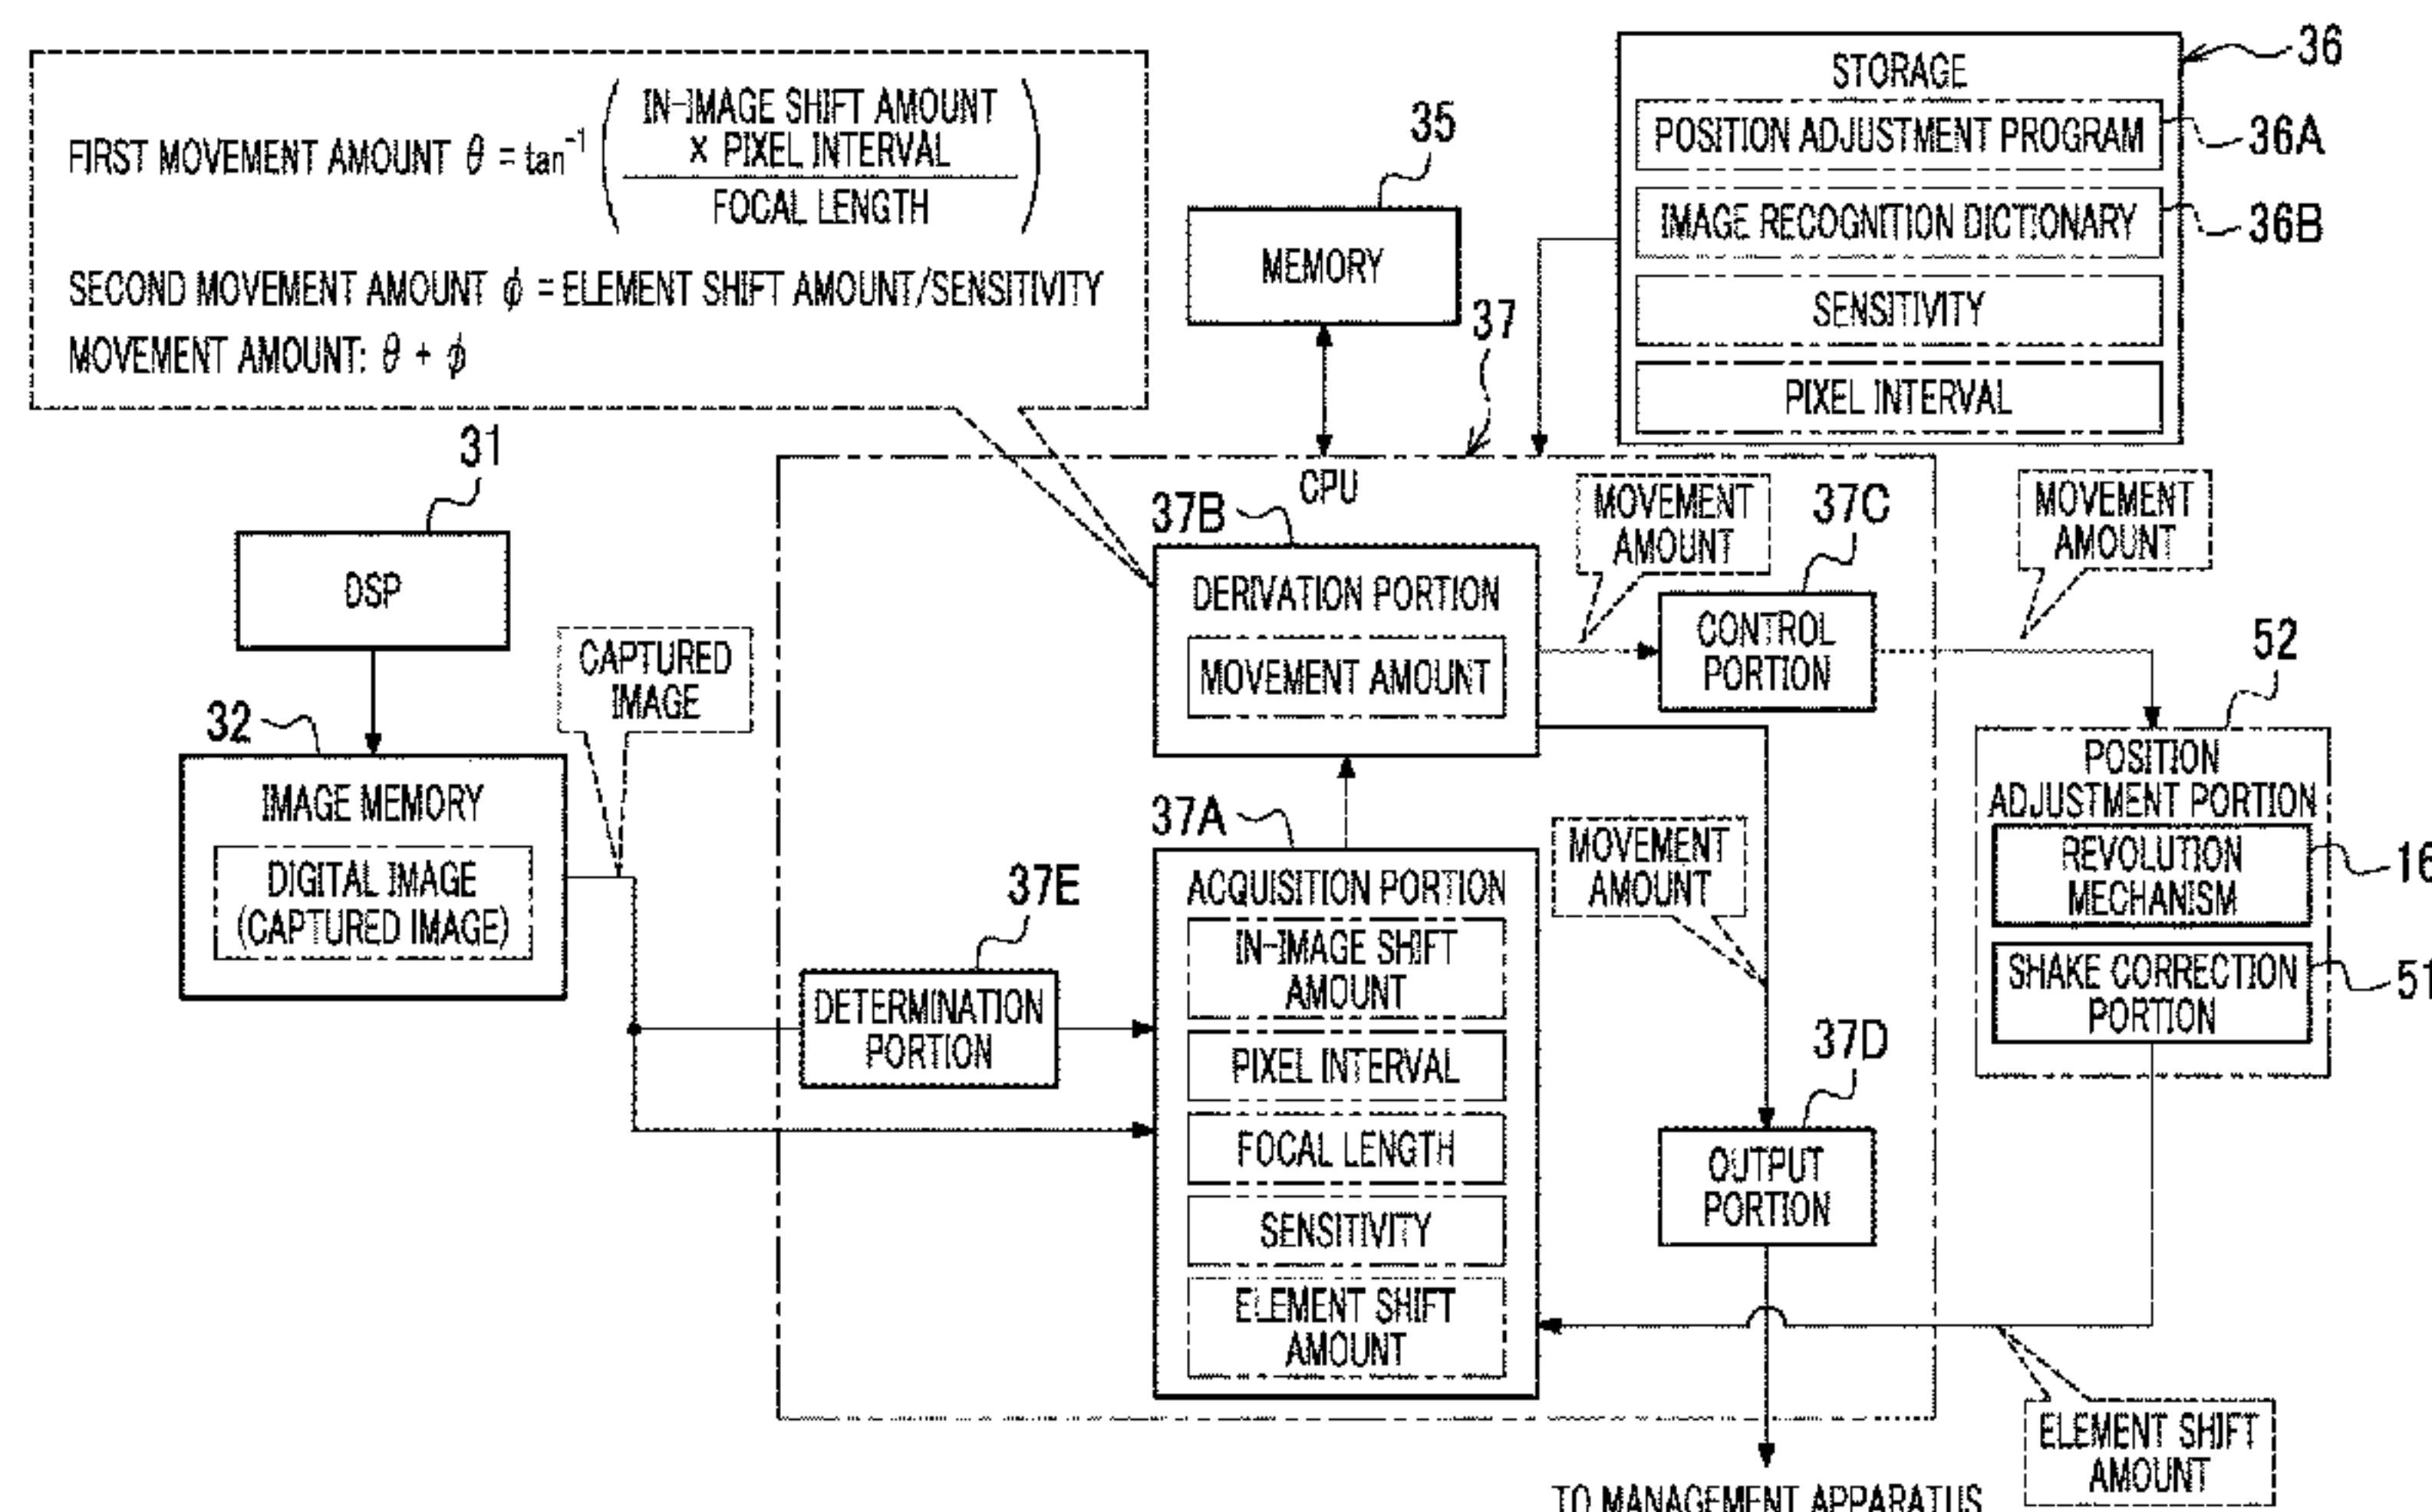 FIRST MOVEMENT AMOUNT θ = tan⁻¹ ( IN-IMAGE SHIFT AMOUNT
× PIXEL INTERVAL
FOCAL LENGTH )
SECOND MOVEMENT AMOUNT ϕ = ELEMENT SHIFT AMOUNT/SENSITIVITY
MOVEMENT AMOUNT: θ + ϕ
35
MEMORY
36
STORAGE
POSITION ADJUSTMENT PROGRAM
36A
IMAGE RECOGNITION DICTIONARY
36B
SENSITIVITY
PIXEL INTERVAL
37
CPU
31
DSP
32
IMAGE MEMORY
DIGITAL IMAGE
(CAPTURED IMAGE)
CAPTURED
IMAGE
37B
DERIVATION PORTION
MOVEMENT AMOUNT
MOVEMENT
AMOUNT
37C
CONTROL
PORTION
MOVEMENT
AMOUNT
52
POSITION
ADJUSTMENT PORTION
REVOLUTION
MECHANISM
16
SHAKE CORRECTION
PORTION
51
37E
DETERMINATION
PORTION
37A
ACQUISITION PORTION
IN-IMAGE SHIFT
AMOUNT
PIXEL INTERVAL
FOCAL LENGTH
SENSITIVITY
ELEMENT SHIFT
AMOUNT
MOVEMENT
AMOUNT
37D
OUTPUT
PORTION
ELEMENT SHIFT
AMOUNT
TO MANAGEMENT APPARATUS